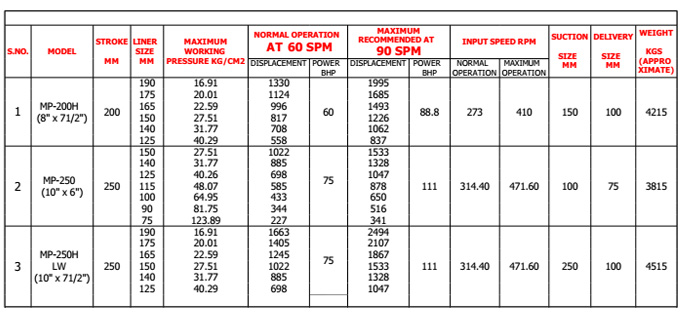 S.NO. MODEL STROKE MM LINER SIZE MM MAXIMUM WORKING PRESSURE KG/CM2 NORMAL OPERATION AT 60 SPM DISPLACEMENT POWER BHP MAXIMUM RECOMMENDED AT 90 SPM DISPLACEMENT POWER BHP INPUT SPEED RPM NORMAL OPERATION MAXIMUM OPERATION SUCTION SIZE MM DELIVERY SIZE MM WEIGHT KGS (APPRO XIMATE)
1 MP-200H (8" x 71/2") 200 60 88.8 273 410 150 100 4215
190 16.91 1330 1995
175 20.01 1124 1685
165 22.59 996 1493
150 27.51 817 1226
140 31.77 708 1062
125 40.29 558 837
2 MP-250 (10" x 6") 250 75 111 314.40 471.60 100 75 3815
150 27.51 1022 1533
140 31.77 885 1328
125 40.26 698 1047
115 48.07 585 878
100 64.95 433 650
90 81.75 344 516
75 123.89 227 341
3 MP-250H LW (10" x 71/2") 250 75 111 314.40 471.60 250 100 4515
190 16.91 1663 2494
175 20.01 1405 2107
165 22.59 1245 1867
150 27.51 1022 1533
140 31.77 885 1328
125 40.29 698 1047